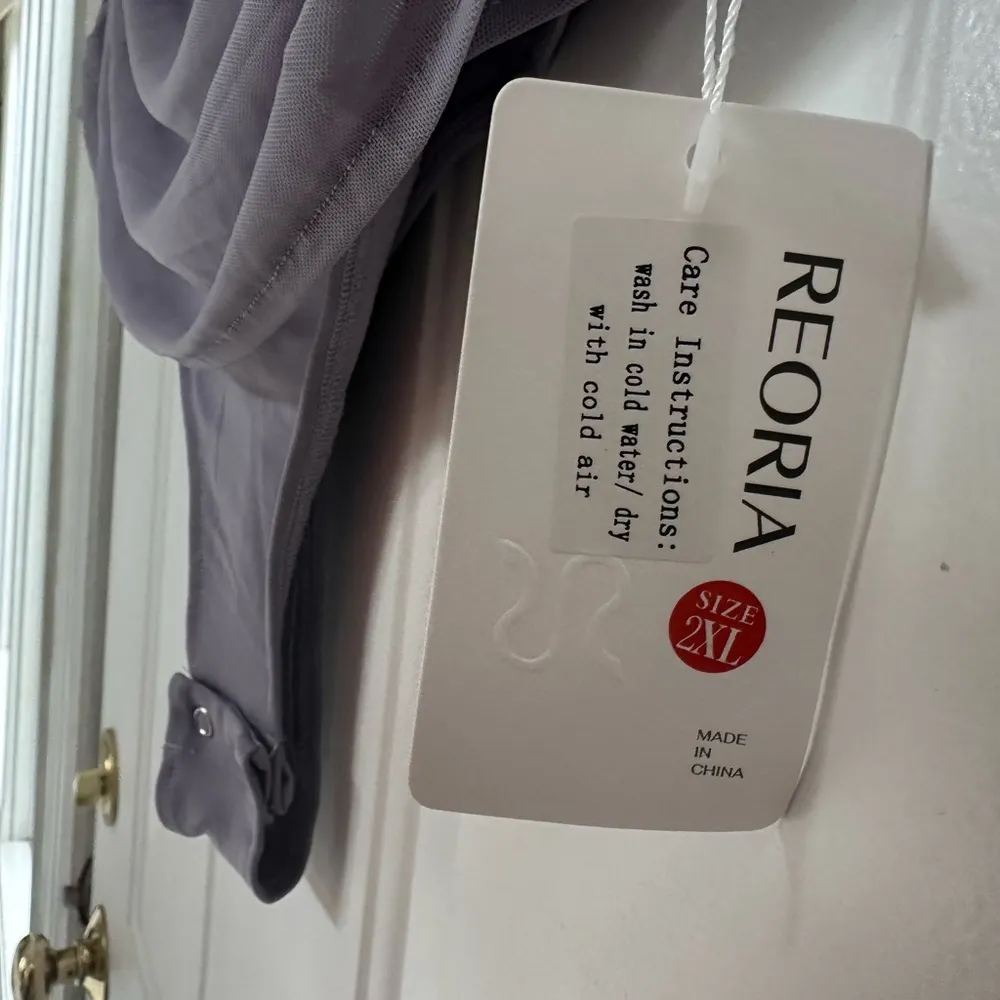 REORIA
Care Instructions:
wash in cold water/ dry
with cold air
SIZE
2XL
MADE
IN
CHINA